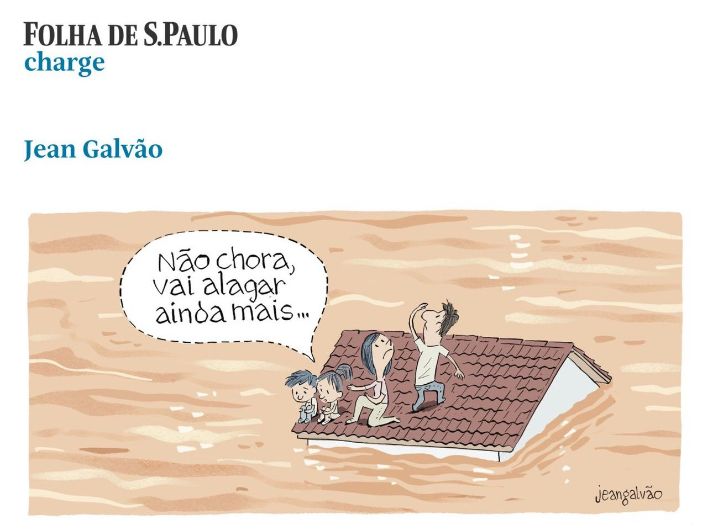 FOLHA DE S.PAULO
charge
Jean Galvão
Não chora,
vai alagar
ainda mais...
jeangalvão